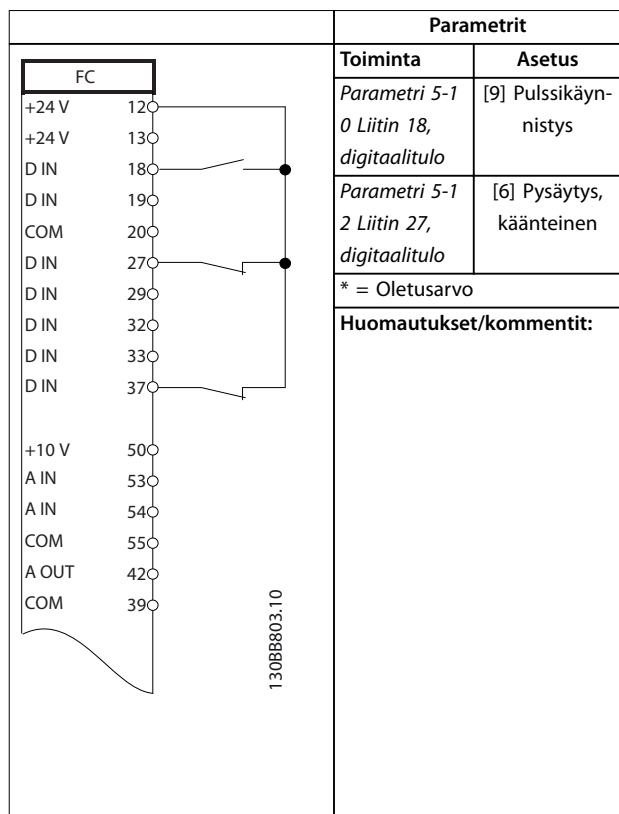 Parametrit
Toiminta Asetus
FC
+24 V 12
+24 V 13
D IN 18
D IN 19
COM 20
D IN 27
D IN 29
D IN 32
D IN 33
D IN 37
+10 V 50
A IN 53
A IN 54
COM 55
A OUT 42
COM 39
130BB803.10
Parametri 5-1
0 Liitin 18,
digitaalitulo
[9] Pulssikäyn-
nistys
Parametri 5-1
2 Liitin 27,
digitaalitulo
[6] Pysäytys,
käänteinen
* = Oletusarvo
Huomautukset/kommentit: